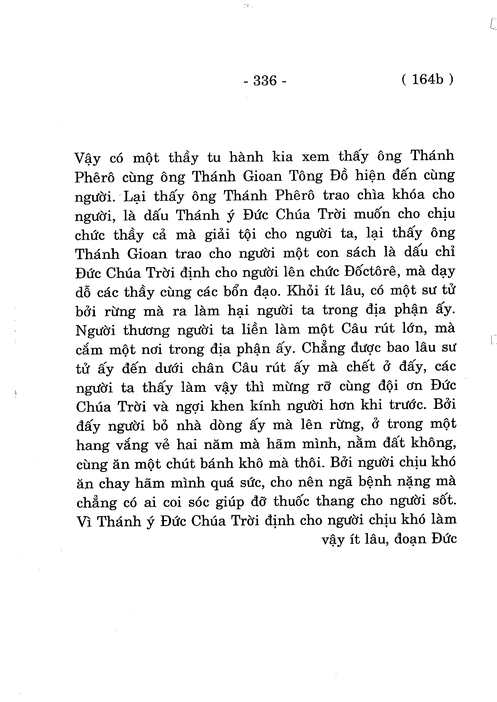 - 336 - ( 164b )
Vậy có một thầy tu hành kia xem thấy ông Thánh
Phêrô cùng ông Thánh Gioan Tông Đồ hiện đến cùng
người. Lại thấy ông Thánh Phêrô trao chìa khóa cho
người, là dấu Thánh ý Đức Chúa Trời muốn cho chịu
chức thầy cả mà giải tội cho người ta, lại thấy ông
Thánh Gioan trao cho người một con sách là dấu chỉ
Đức Chúa Trời định cho người lên chức Đốctôrê, mà dạy
dỗ các thầy cùng các bổn đạo. Khỏi ít lâu, có một sư tử
bởi rừng mà ra làm hại người ta trong địa phận ấy.
Người thương người ta liền làm một Câu rút lớn, mà
cắm một nơi trong địa phận ấy. Chẳng được bao lâu sư
tử ấy đến dưới chân Câu rút ấy mà chết ở đấy, các
người ta thấy làm vậy thì mừng rỡ cùng đội ơn Đức
Chúa Trời và ngợi khen kính người hơn khi trước. Bởi
đấy người bỏ nhà dòng ấy mà lên rừng, ở trong một
hang vắng vẻ hai năm mà hãm mình, nằm đất không,
cùng ăn một chút bánh khô mà thôi. Bởi người chịu khó
ăn chay hãm mình quá sức, cho nên ngã bệnh nặng mà
chẳng có ai coi sóc giúp đỡ thuốc thang cho người sốt.
Vì Thánh ý Đức Chúa Trời định cho người chịu khó làm
vậy ít lâu, đoạn Đức